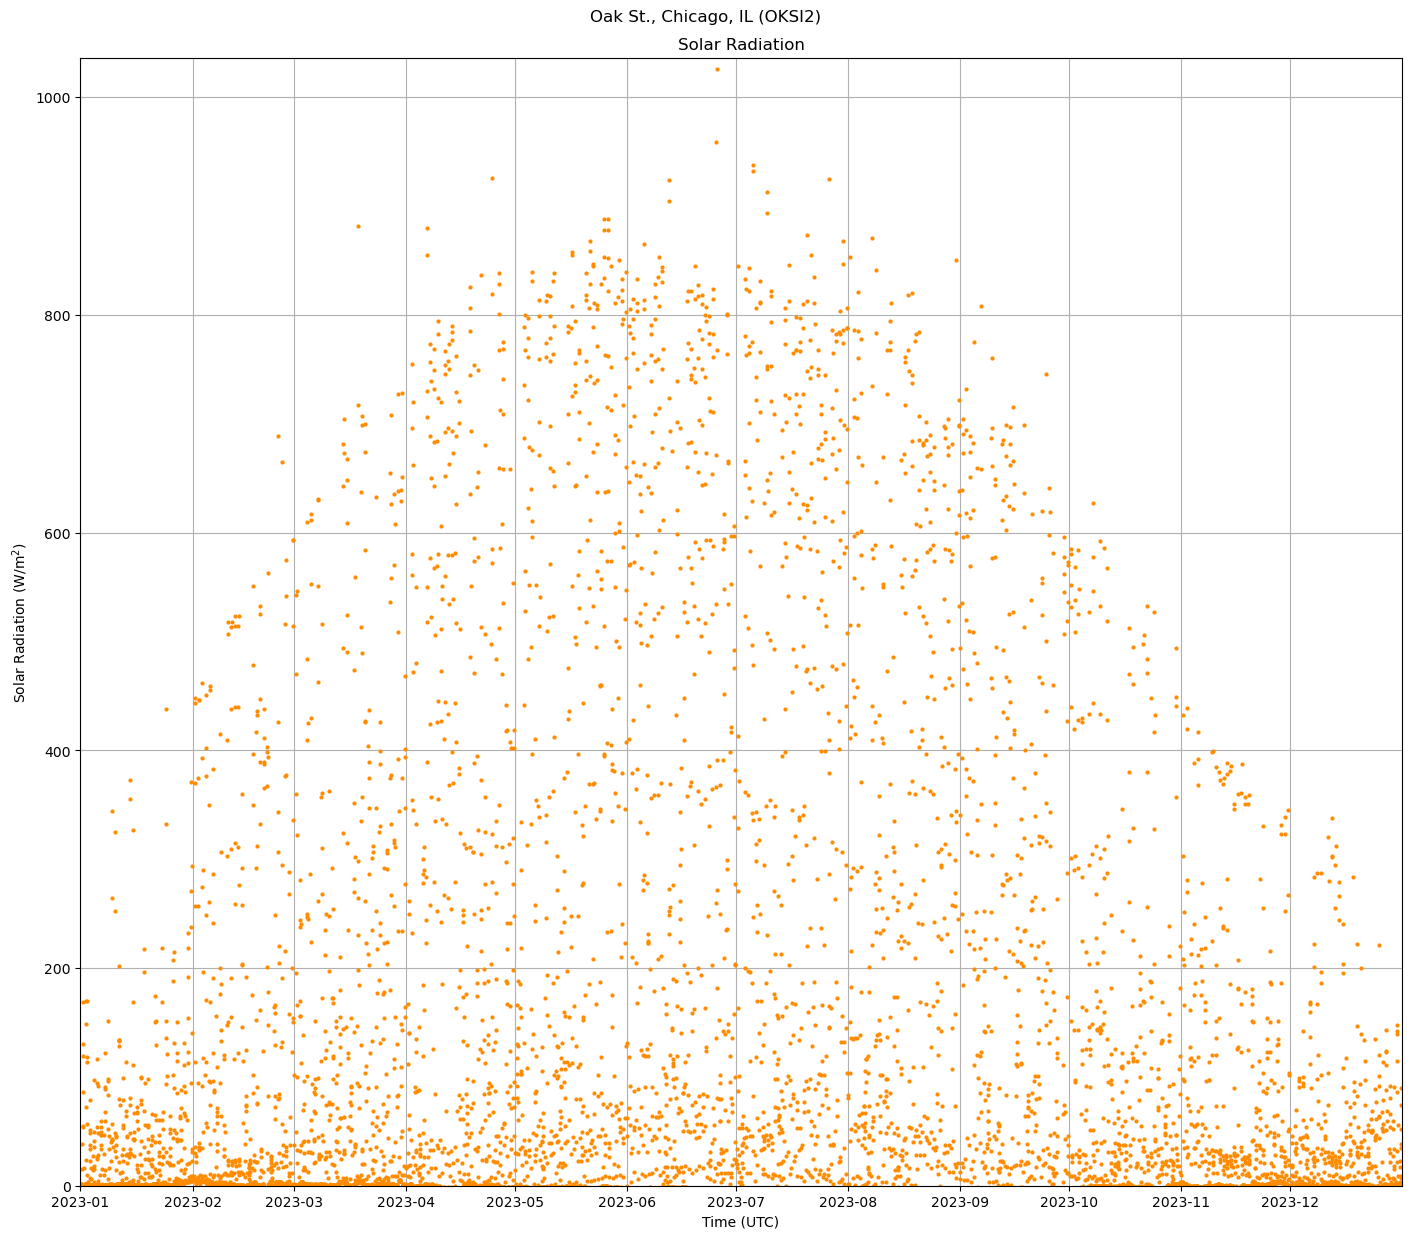 Oak St., Chicago, IL (OKSI2)
Solar Radiation
1000
800
600
400
200
0
Solar Radiation (W/m²)
2023-01 2023-02 2023-03 2023-04 2023-05 2023-06 2023-07 2023-08 2023-09 2023-10 2023-11 2023-12
Time (UTC)